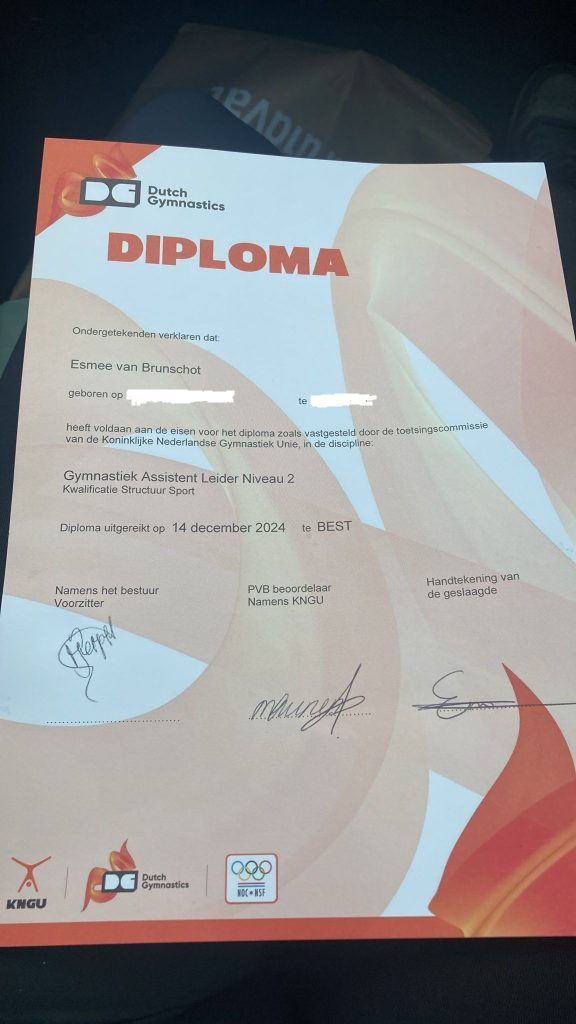 DG Dutch
Gymnastics
DIPLOMA
Ondergetekenden verklaren dat:
Esmee van Brunschot
geboren op
te
heeft voldaan aan de eisen voor het diploma zoals vastgesteld door de toetsingscommissie
van de Koninklijke Nederlandse Gymnastiek Unie, in de discipline:
Gymnastiek Assistent Leider Niveau 2
Kwalificatie Structuur Sport
Diploma uitgereikt op 14 december 2024 te BEST
Namens het bestuur
Voorzitter
PVB beoordelaar
Namens KNGU
Handtekening van
de geslaagde
KNGU
DG Dutch
Gymnastics
NOC*NSF